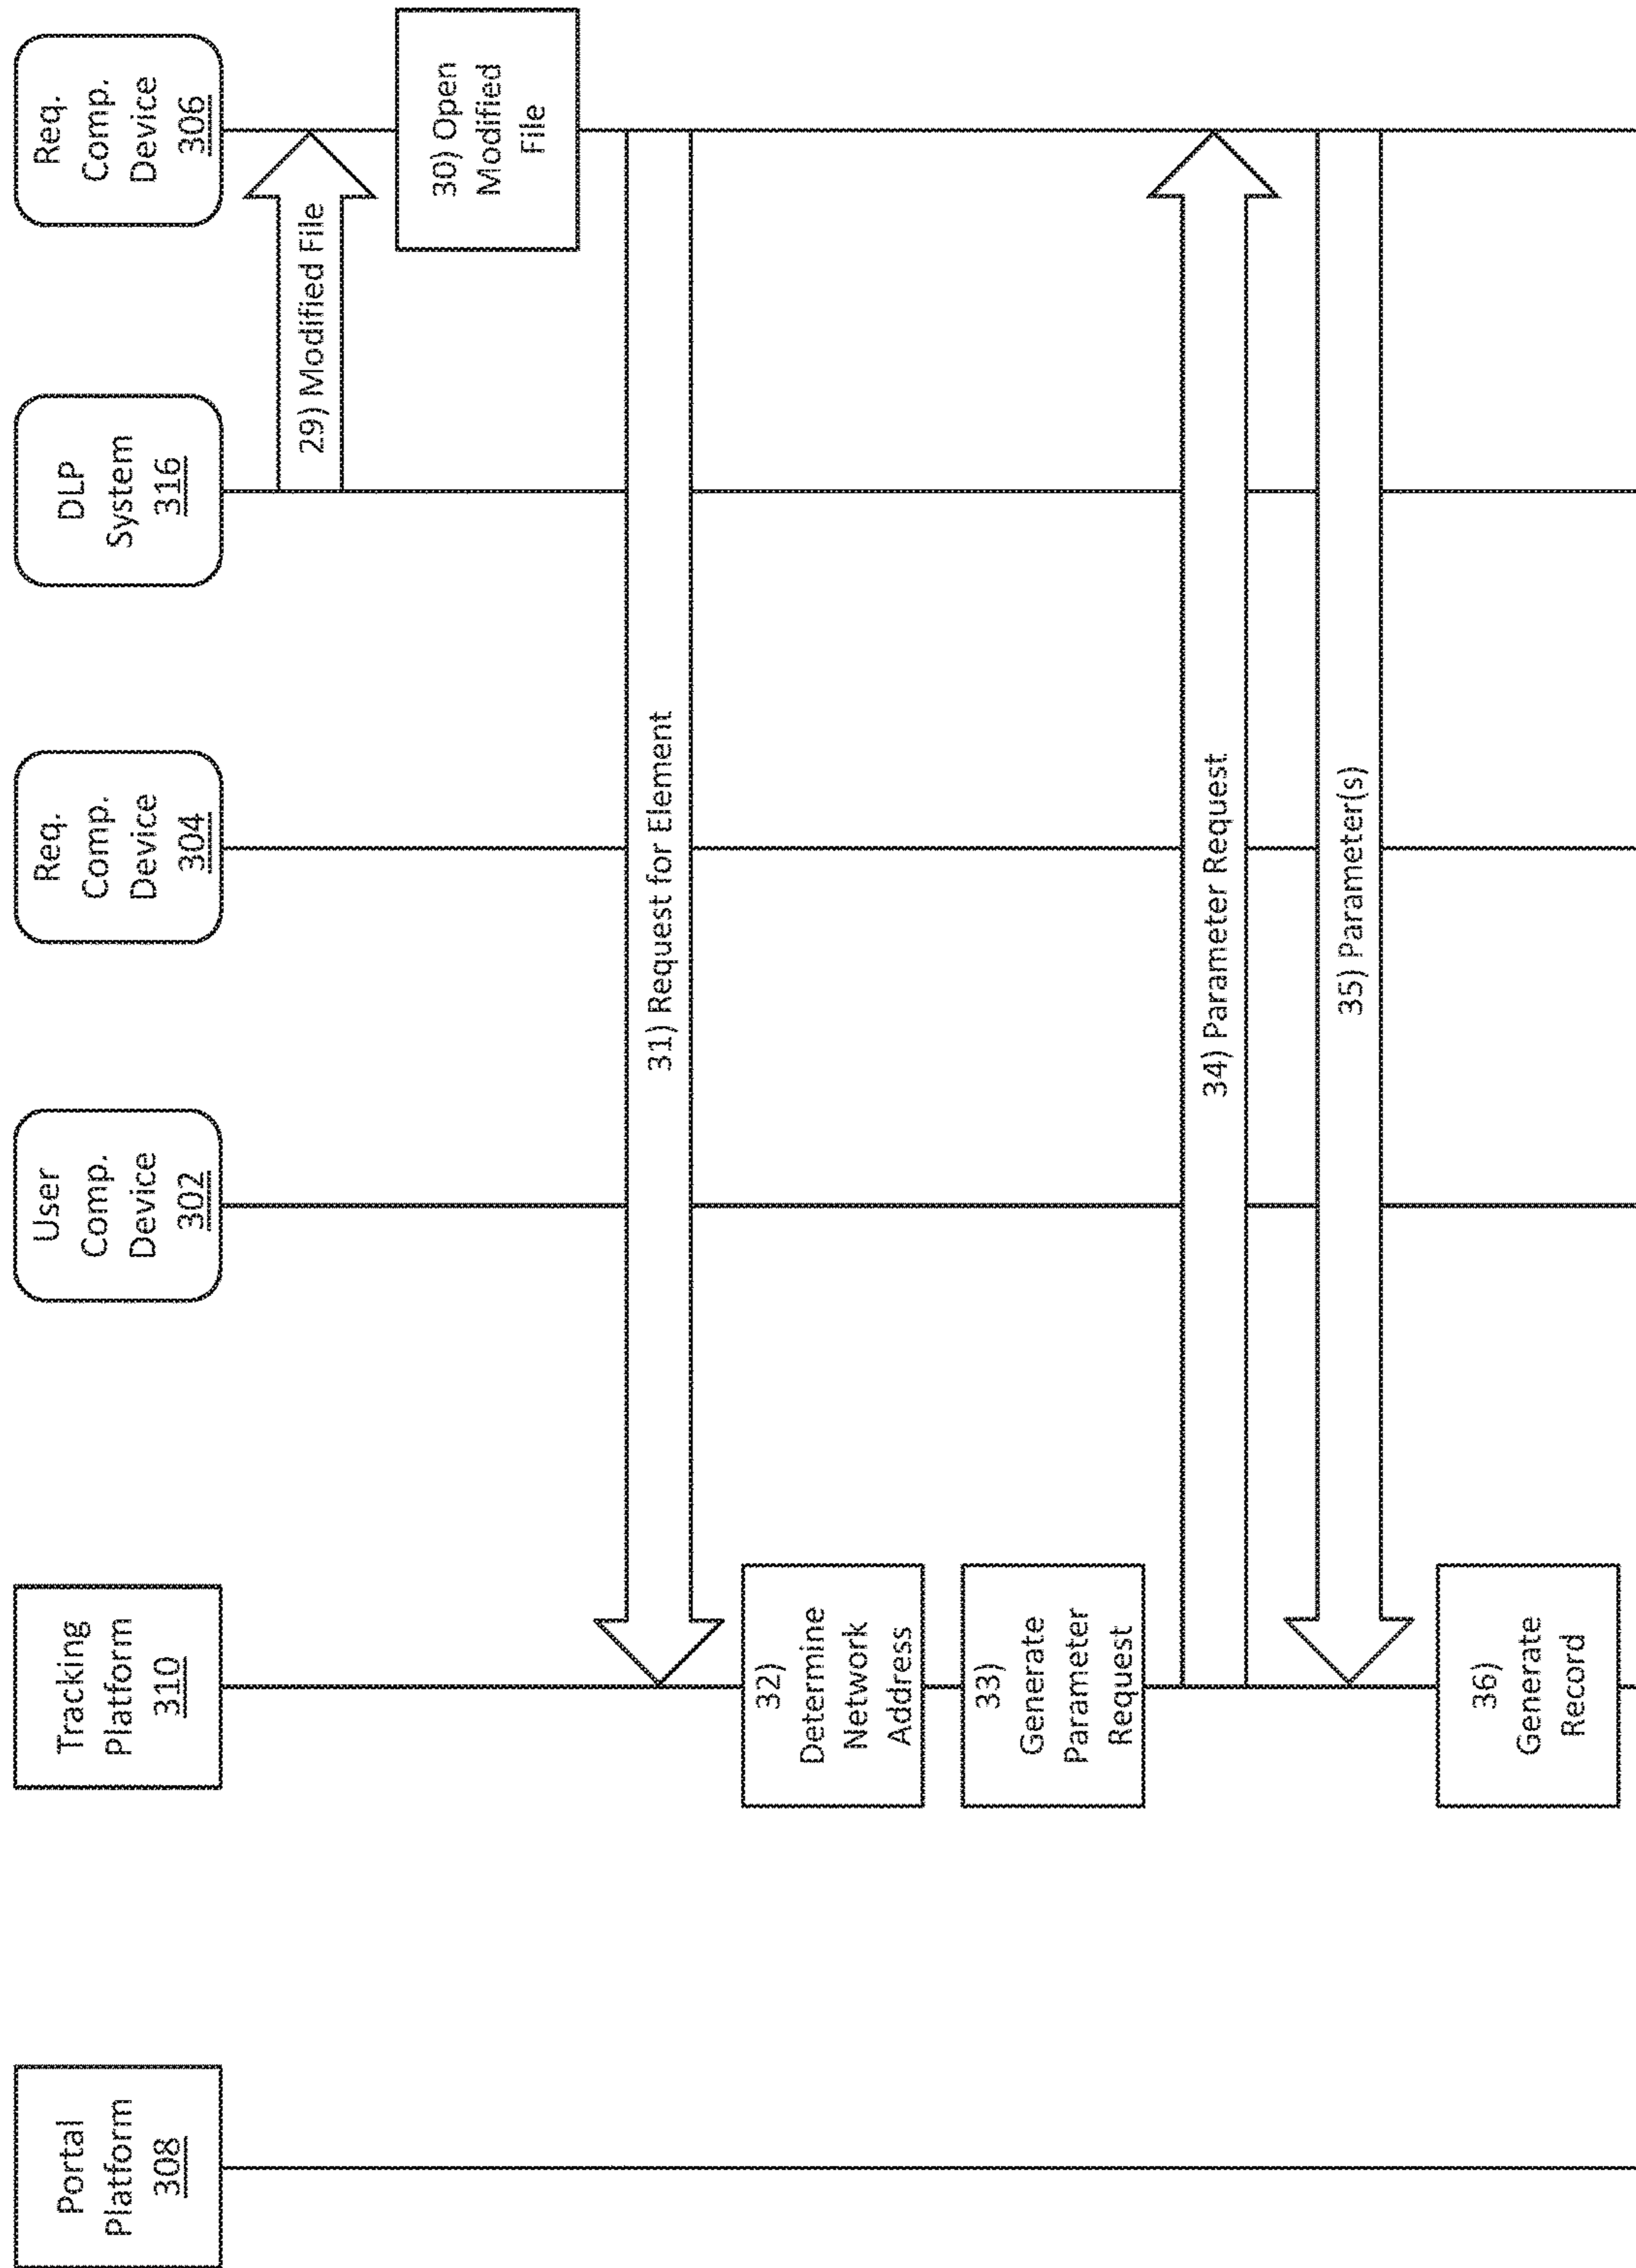 Portal
Platform
308
Tracking
Platform
310
User
Comp.
Device
302
Req.
Comp.
Device
304
DLP
System
316
Req.
Comp.
Device
306
29) Modified File
30) Open
Modified
File
31) Request for Element
32)
Determine
Network
Address
33)
Generate
Parameter
Request
34) Parameter Request
35) Parameter(s)
36)
Generate
Record